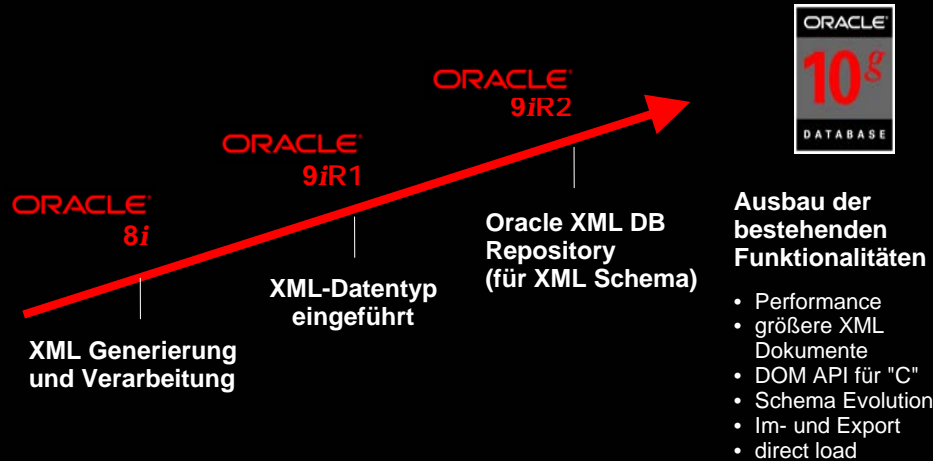 ORACLE
8i
XML Generierung
und Verarbeitung
ORACLE
9iR1
XML-Datentyp
eingeführt
ORACLE
9iR2
Oracle XML DB
Repository
(für XML Schema)
ORACLE
10g
DATABASE
Ausbau der
bestehenden
Funktionalitäten
• Performance
• größere XML
Dokumente
• DOM API für "C"
• Schema Evolution
• Im- und Export
• direct load